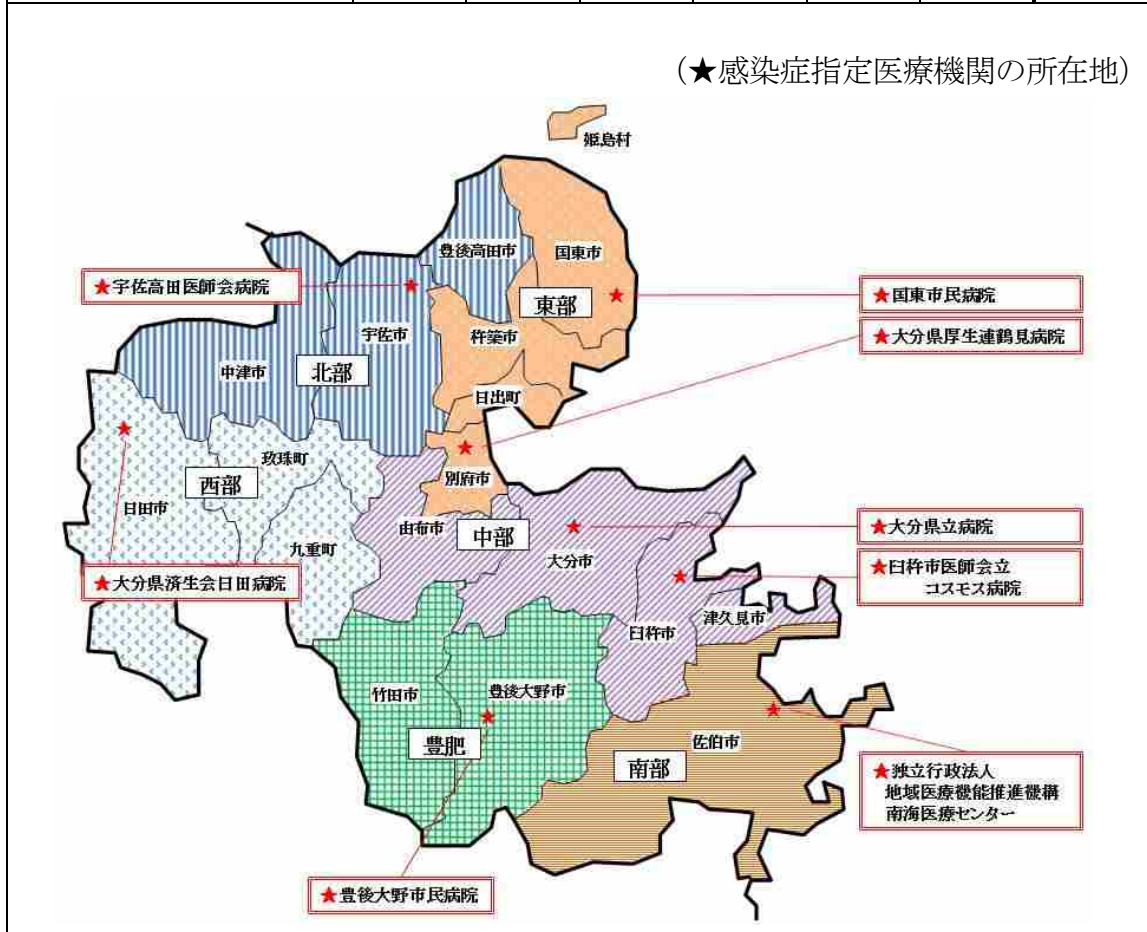 (★感染症指定医療機関の所在地)
姫島村
豊後高田市
国東市
★宇佐高田医師会病院
東部
★国東市民病院
宇佐市
杵築市
★大分県厚生連鶴見病院
中津市
北部
日出町
玖珠町
別府市
西部
日田市
由布市
中部
★大分県立病院
九重町
大分市
★臼杵市医師会立
コスモス病院
★大分県済生会日田病院
津久見市
臼杵市
竹田市
豊後大野市
豊肥
佐伯市
南部
★独立行政法人
地域医療機能推進機構
南海医療センター
★豊後大野市民病院